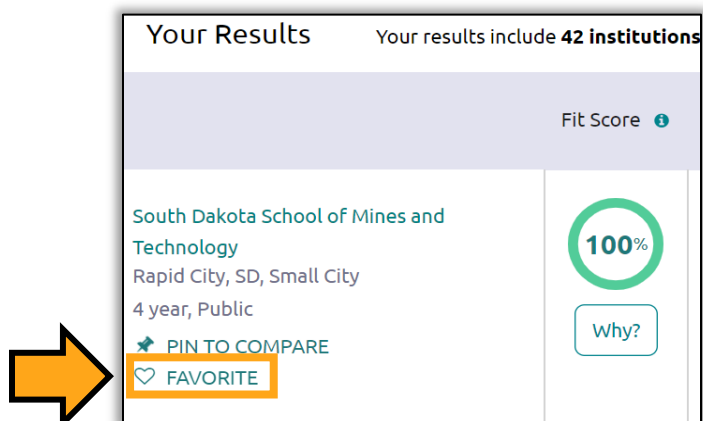 Your Results Your results include 42 institutions
Fit Score
South Dakota School of Mines and
Technology
Rapid City, SD, Small City
4 year, Public
100%
Why?
PIN TO COMPARE
FAVORITE